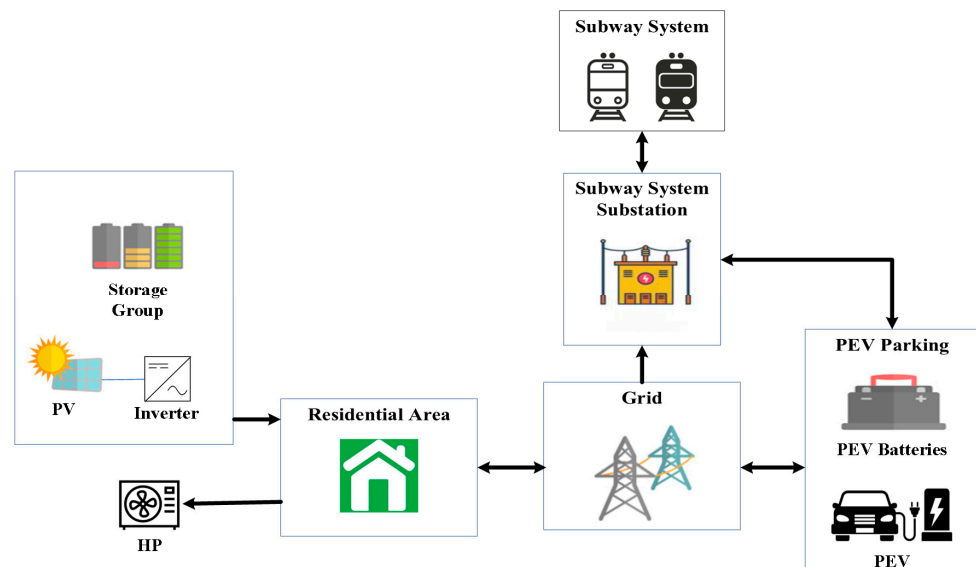 Subway System
Subway System
Substation
Storage
Group
PV
Inverter
Residential Area
Grid
PEV Parking
PEV Batteries
HP
PEV